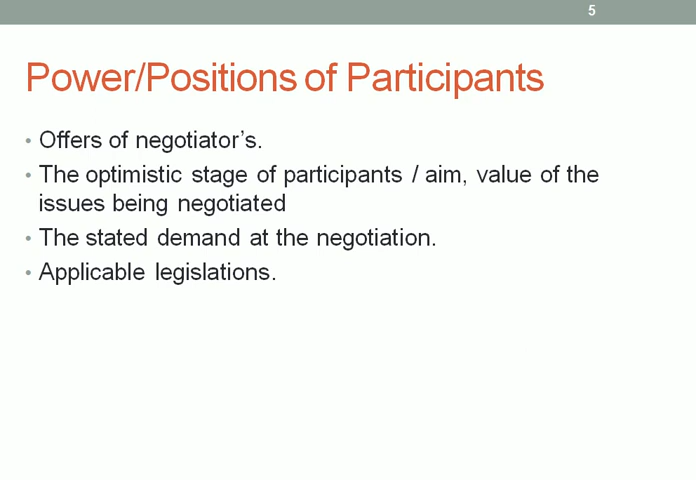 5
Power/Positions of Participants
• Offers of negotiator’s.
• The optimistic stage of participants / aim, value of the
issues being negotiated
• The stated demand at the negotiation.
• Applicable legislations.